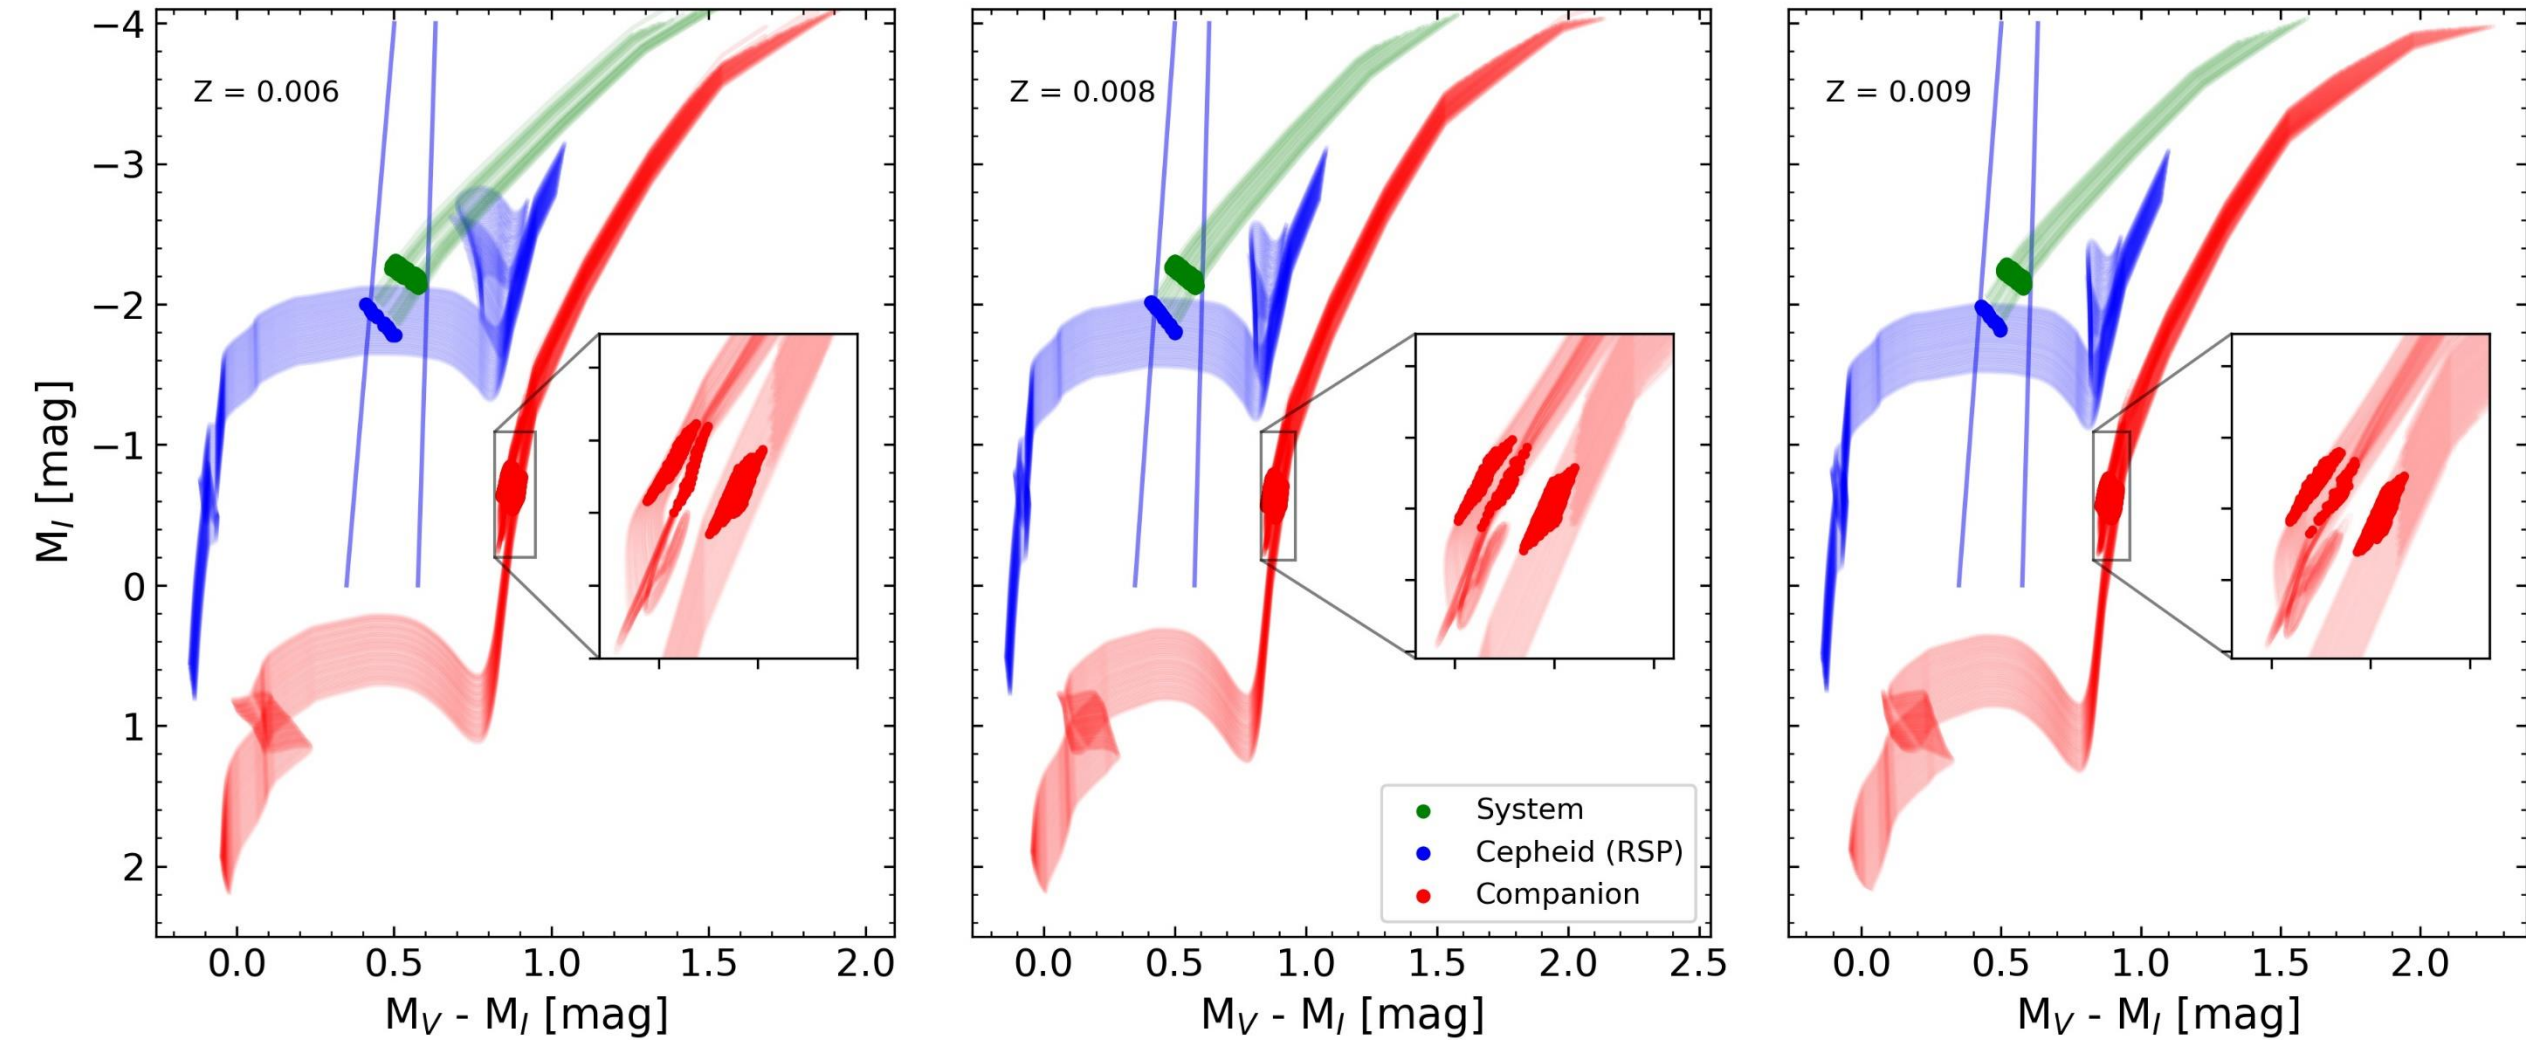 −4
−3
−2
−1
0
1
2
M_I [mag]
Z = 0.006
0.0 0.5 1.0 1.5 2.0
M_V - M_I [mag]
Z = 0.008
System
Cepheid (RSP)
Companion
0.0 0.5 1.0 1.5 2.0 2.5
M_V - M_I [mag]
Z = 0.009
0.0 0.5 1.0 1.5 2.0
M_V - M_I [mag]